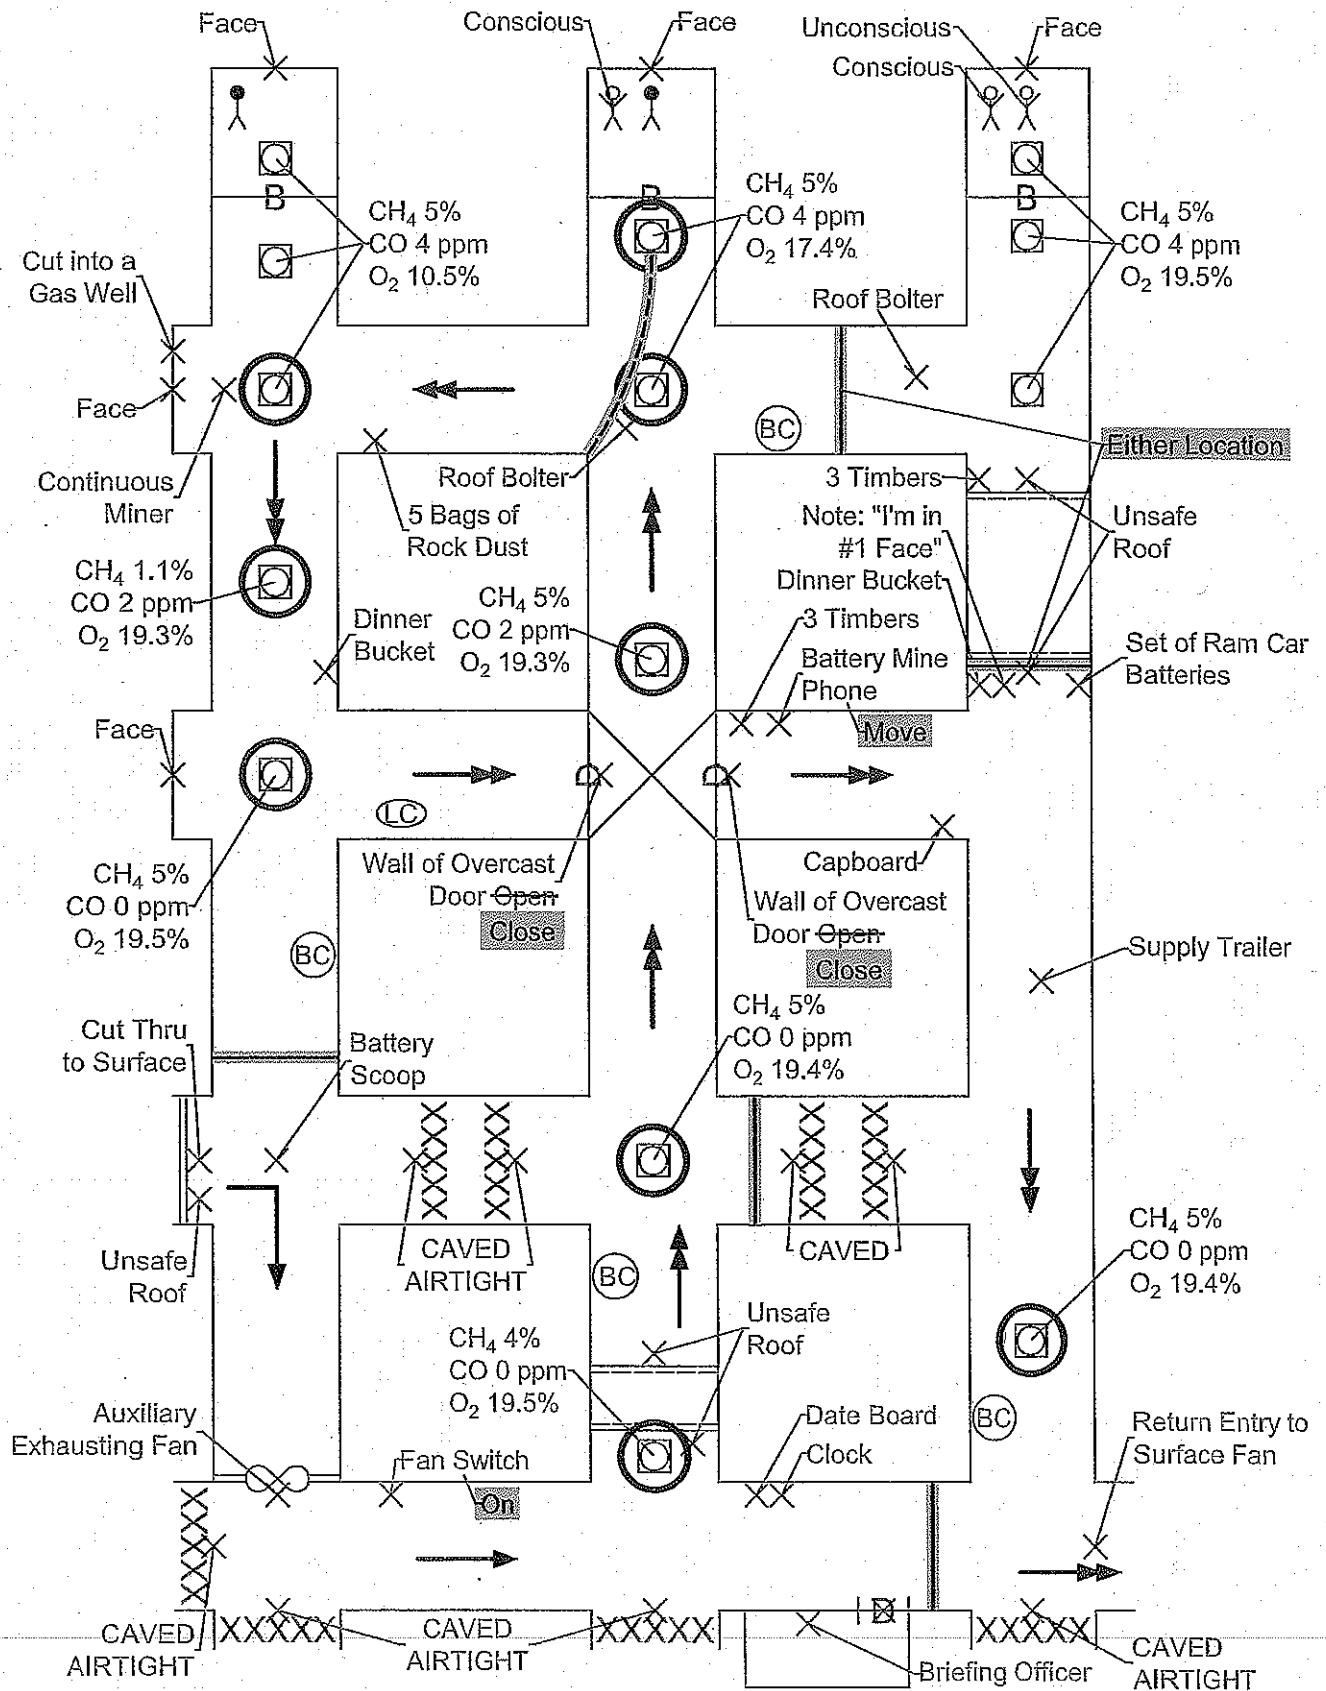 Face
Conscious
Face
Unconscious
Conscious
Face
B
B
B
CH₄ 5%
CO 4 ppm
O₂ 10.5%
CH₄ 5%
CO 4 ppm
O₂ 17.4%
CH₄ 5%
CO 4 ppm
O₂ 19.5%
Cut into a
Gas Well
Roof Bolter
Face
BC
Either Location
Continuous
Miner
Roof Bolter
5 Bags of
Rock Dust
3 Timbers
Note: "I'm in
#1 Face"
Dinner Bucket
Unsafe
Roof
CH₄ 1.1%
CO 2 ppm
O₂ 19.3%
CH₄ 5%
CO 2 ppm
O₂ 19.3%
Dinner
Bucket
3 Timbers
Battery Mine
Phone
Move
Set of Ram Car
Batteries
Face
D
D
LC
Wall of Overcast
Door Open
Close
Capboard
Wall of Overcast
Door Open
Close
CH₄ 5%
CO 0 ppm
O₂ 19.5%
BC
Supply Trailer
CH₄ 5%
CO 0 ppm
O₂ 19.4%
Cut Thru
to Surface
Battery
Scoop
Unsafe
Roof
CAVED
AIRTIGHT
BC
CAVED
CH₄ 5%
CO 0 ppm
O₂ 19.4%
CH₄ 4%
CO 0 ppm
O₂ 19.5%
Unsafe
Roof
Auxiliary
Exhausting Fan
Fan Switch
On
Date Board
Clock
BC
Return Entry to
Surface Fan
CAVED
AIRTIGHT
CAVED
AIRTIGHT
D
Briefing Officer
CAVED
AIRTIGHT